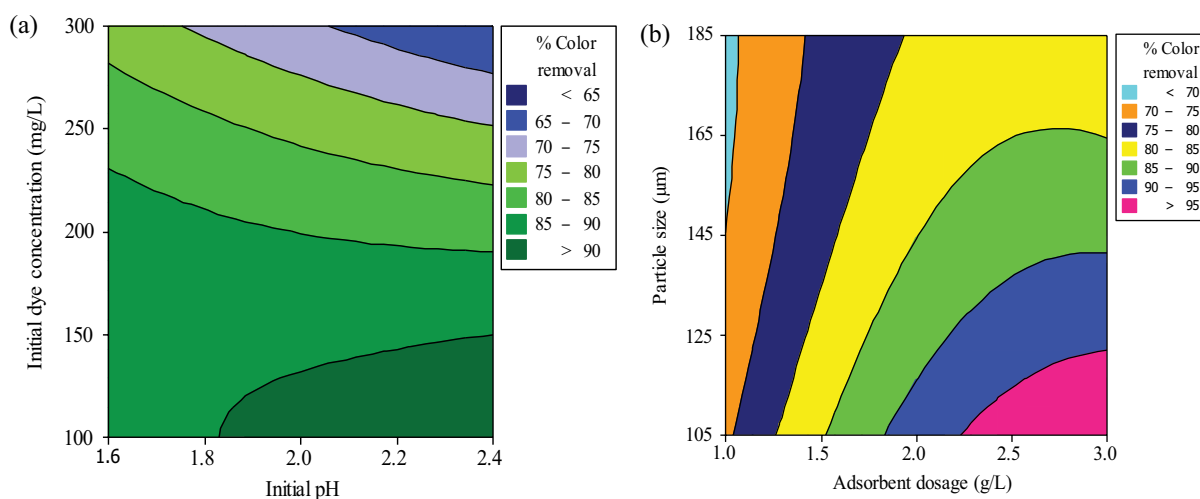 (a)
300
250
200
150
100
Initial dye concentration (mg/L)
1.6
1.8
2.0
2.2
2.4
Initial pH
% Color
removal
< 65
65 – 70
70 – 75
75 – 80
80 – 85
85 – 90
> 90
(b)
185
165
145
125
105
Particle size (µm)
1.0
1.5
2.0
2.5
3.0
Adsorbent dosage (g/L)
% Color
removal
< 70
70 – 75
75 – 80
80 – 85
85 – 90
90 – 95
> 95